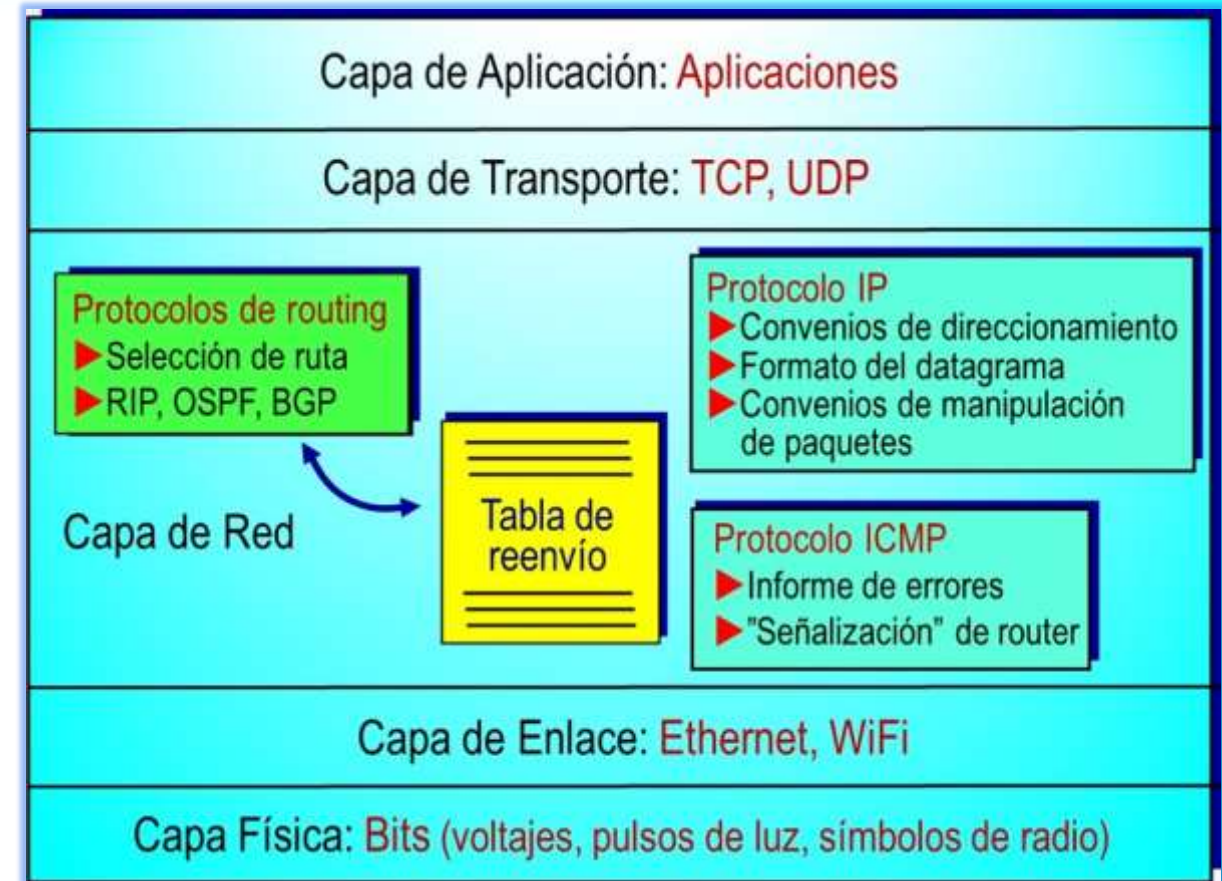 Capa de Aplicación: Aplicaciones
Capa de Transporte: TCP, UDP
Protocolos de routing
Selección de ruta
RIP, OSPF, BGP
Capa de Red
Tabla de
reenvío
Protocolo IP
Convenios de direccionamiento
Formato del datagrama
Convenios de manipulación
de paquetes
Protocolo ICMP
Informe de errores
"Señalización" de router
Capa de Enlace: Ethernet, WiFi
Capa Física: Bits (voltajes, pulsos de luz, símbolos de radio)